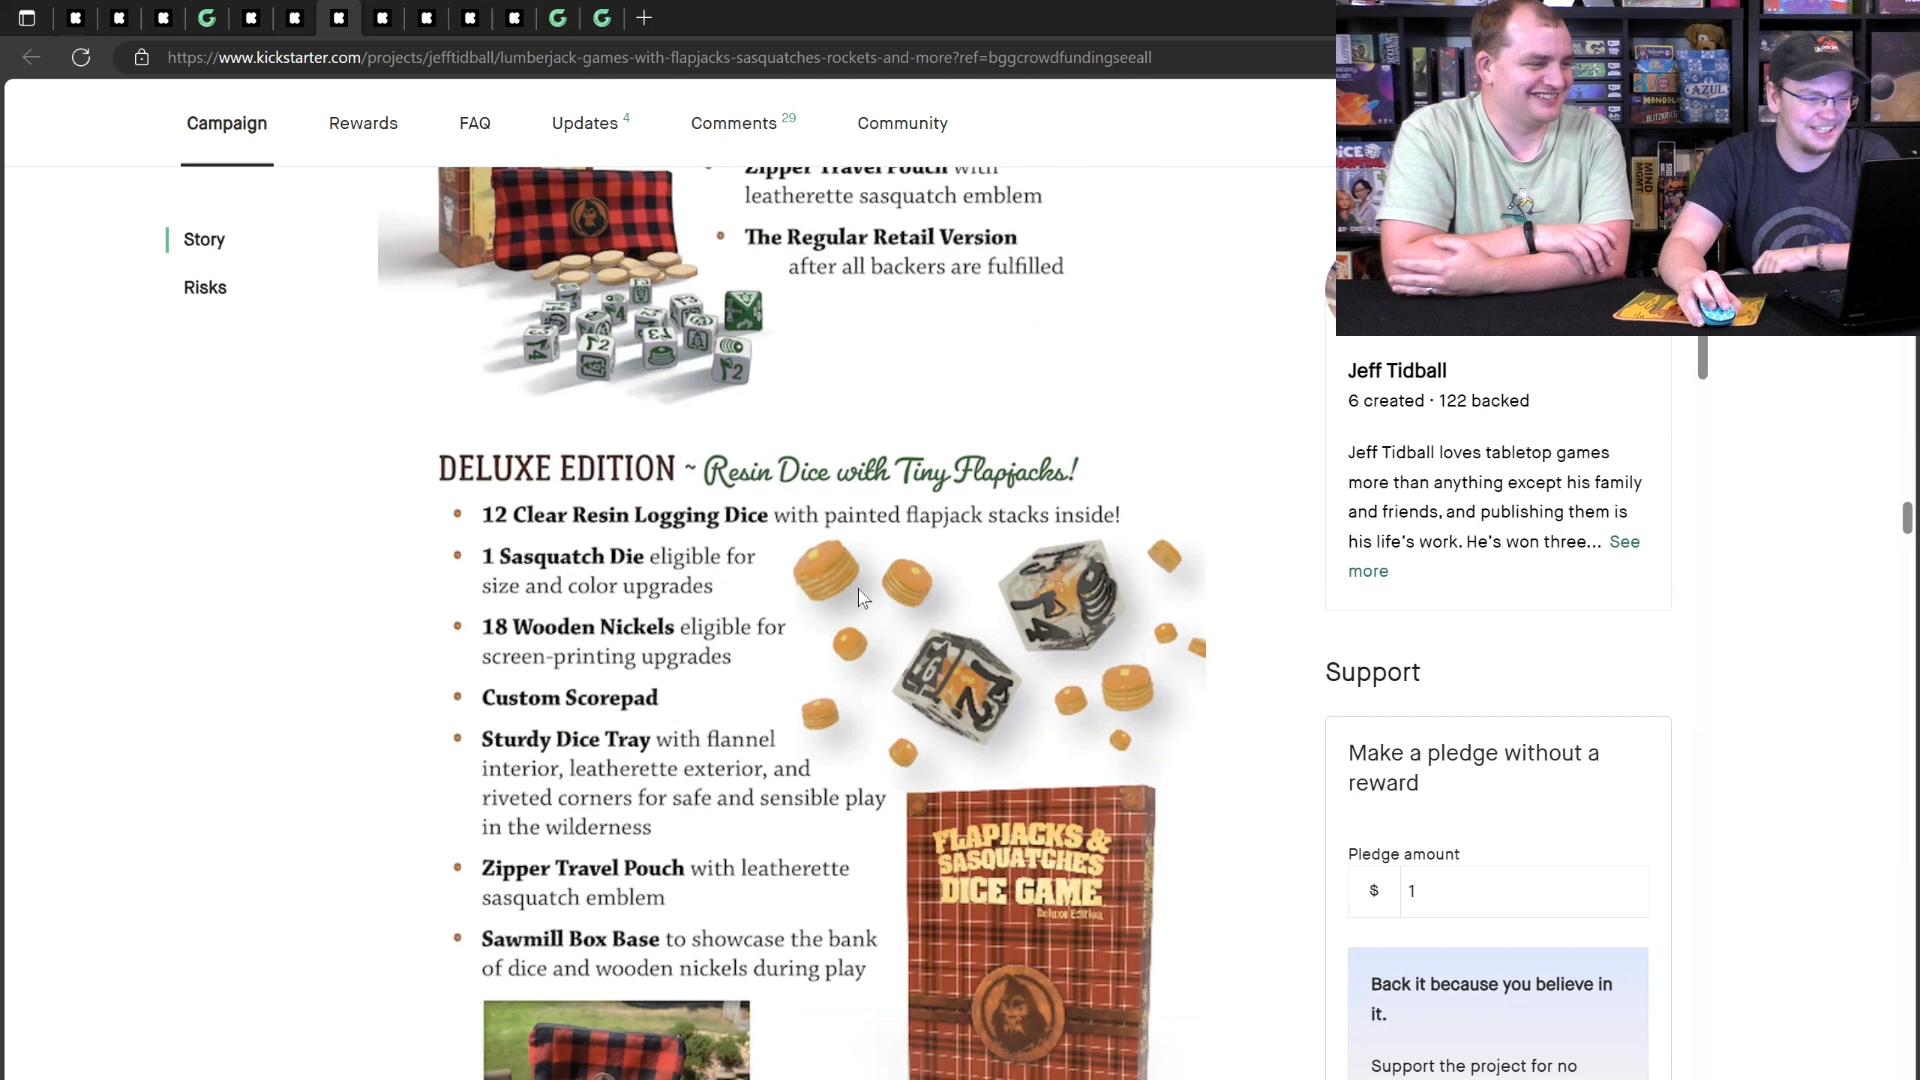 https://www.kickstarter.com/projects/jefftidball/lumberjack-games-with-flapjacks-sasquatches-rockets-and-more?ref=bggcrowdfundingseeall
Campaign
Rewards
FAQ
Updates 4
Comments 29
Community
Story
Risks
Zipper Travel Pouch with
leatherette sasquatch emblem
The Regular Retail Version
after all backers are fulfilled
DELUXE EDITION ~ Resin Dice with Tiny Flapjacks!
12 Clear Resin Logging Dice with painted flapjack stacks inside!
1 Sasquatch Die eligible for
size and color upgrades
18 Wooden Nickels eligible for
screen-printing upgrades
Custom Scorepad
Sturdy Dice Tray with flannel
interior, leatherette exterior, and
riveted corners for safe and sensible play
in the wilderness
Zipper Travel Pouch with leatherette
sasquatch emblem
Sawmill Box Base to showcase the bank
of dice and wooden nickels during play
FLAPJACKS &
SASQUATCHES
DICE GAME
Deluxe Edition
Jeff Tidball
6 created · 122 backed
Jeff Tidball loves tabletop games
more than anything except his family
and friends, and publishing them is
his life's work. He's won three... See
more
Support
Make a pledge without a
reward
Pledge amount
$ 1
Back it because you believe in
it.
Support the project for no
AZUL
MIND
MGMT
BLITZKRIEG